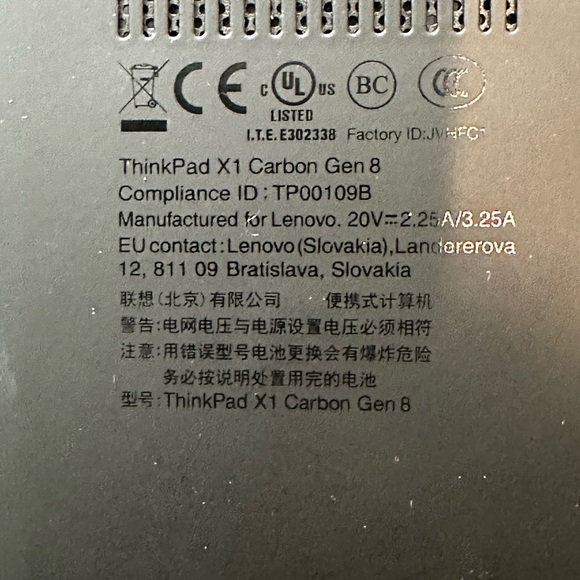 CE c UL US BC CCC
LISTED
I.T.E. E302338 Factory ID:
ThinkPad X1 Carbon Gen 8
Compliance ID : TP00109B
Manufactured for Lenovo. 20V⎓2.25A/3.25A
EU contact : Lenovo (Slovakia), Landererova
12, 811 09 Bratislava, Slovakia
联想(北京)有限公司 便携式计算机
警告:电网电压与电源设置电压必须相符
注意:用错误型号电池更换会有爆炸危险
务必按说明处置用完的电池
型号:ThinkPad X1 Carbon Gen 8